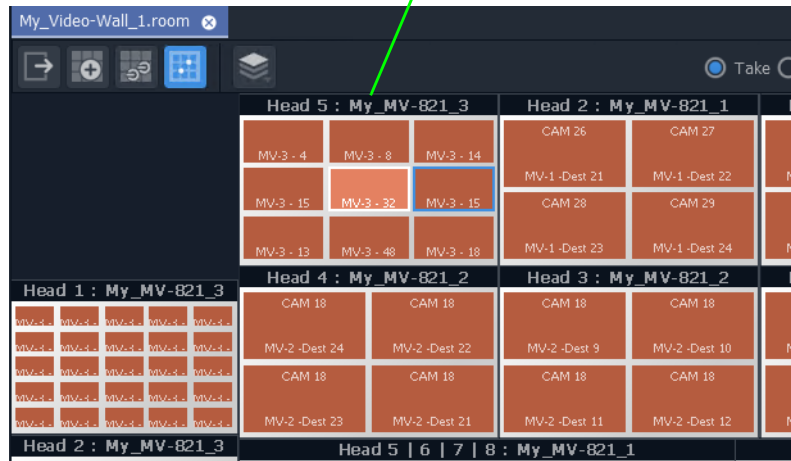 My_Video-Wall_1.room
Take
Head 5 : My_MV-821_3
Head 2 : My_MV-821_1
MV-3 - 4
MV-3 - 8
MV-3 - 14
MV-3 - 15
MV-3 - 32
MV-3 - 15
MV-3 - 13
MV-3 - 48
MV-3 - 18
CAM 26
CAM 27
MV-1 -Dest 21
MV-1 -Dest 22
CAM 28
CAM 29
MV-1 -Dest 23
MV-1 -Dest 24
Head 1 : My_MV-821_3
Head 4 : My_MV-821_2
Head 3 : My_MV-821_2
CAM 18
CAM 18
MV-2 -Dest 24
MV-2 -Dest 22
CAM 18
CAM 18
MV-2 -Dest 23
MV-2 -Dest 21
CAM 18
CAM 18
MV-2 -Dest 9
MV-2 -Dest 10
CAM 18
CAM 18
MV-2 -Dest 11
MV-2 -Dest 12
Head 2 : My_MV-821_3
Head 5 | 6 | 7 | 8 : My_MV-821_1